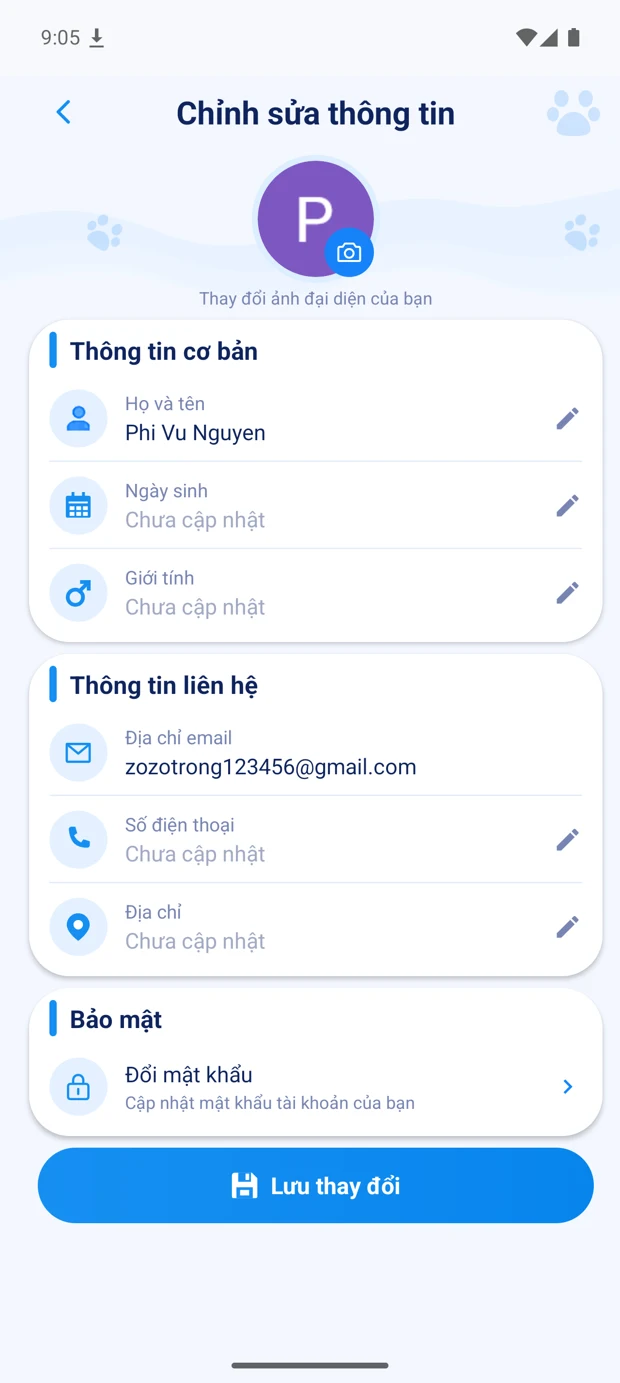 9:05
Chỉnh sửa thông tin
P
Thay đổi ảnh đại diện của bạn
Thông tin cơ bản
Họ và tên
Phi Vu Nguyen
Ngày sinh
Chưa cập nhật
Giới tính
Chưa cập nhật
Thông tin liên hệ
Địa chỉ email
zozotrong123456@gmail.com
Số điện thoại
Chưa cập nhật
Địa chỉ
Chưa cập nhật
Bảo mật
Đổi mật khẩu
Cập nhật mật khẩu tài khoản của bạn
Lưu thay đổi